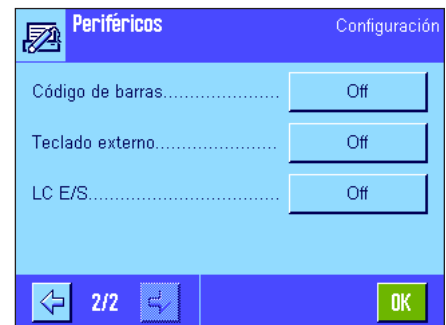 Periféricos Configuración
Código de barras..................... Off
Teclado externo...................... Off
LC E/S.................................. Off
2/2 OK